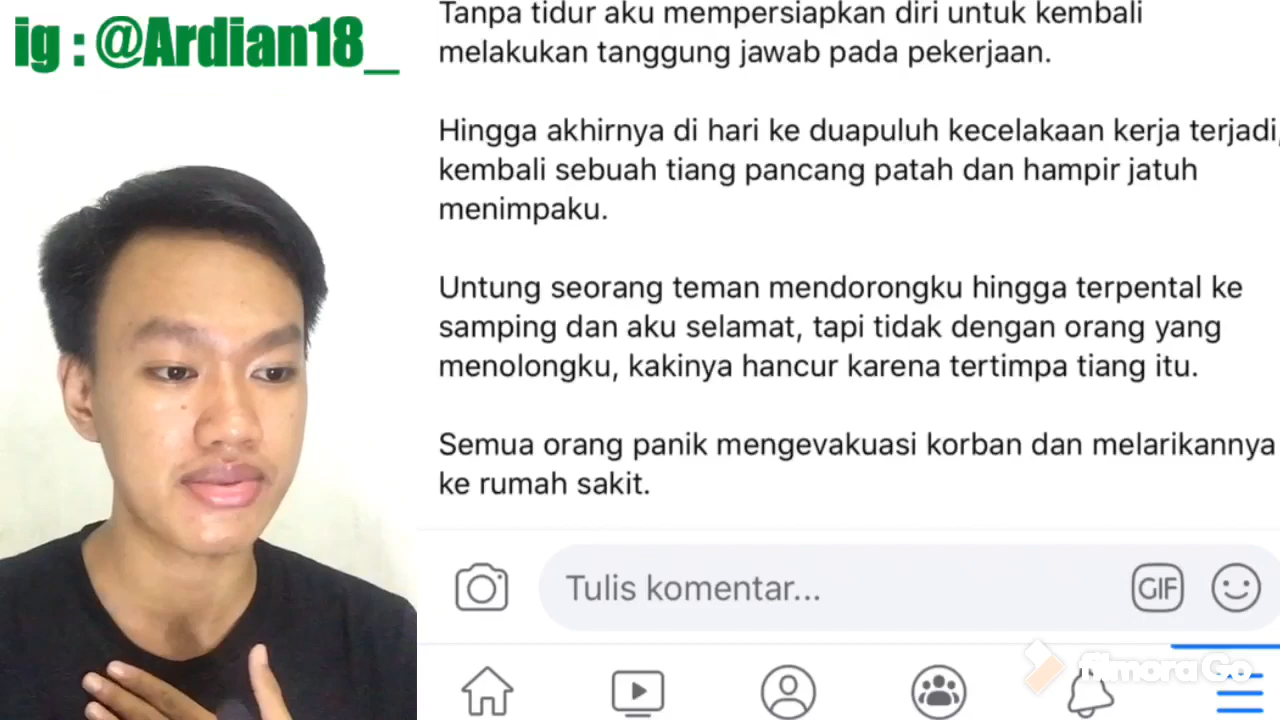 ig : @Ardian18_
Tanpa tidur aku mempersiapkan diri untuk kembali
melakukan tanggung jawab pada pekerjaan.
Hingga akhirnya di hari ke duapuluh kecelakaan kerja terjadi,
kembali sebuah tiang pancang patah dan hampir jatuh
menimpaku.
Untung seorang teman mendorongku hingga terpental ke
samping dan aku selamat, tapi tidak dengan orang yang
menolongku, kakinya hancur karena tertimpa tiang itu.
Semua orang panik mengevakuasi korban dan melarikannya
ke rumah sakit.
Tulis komentar...
GIF
filmora Go